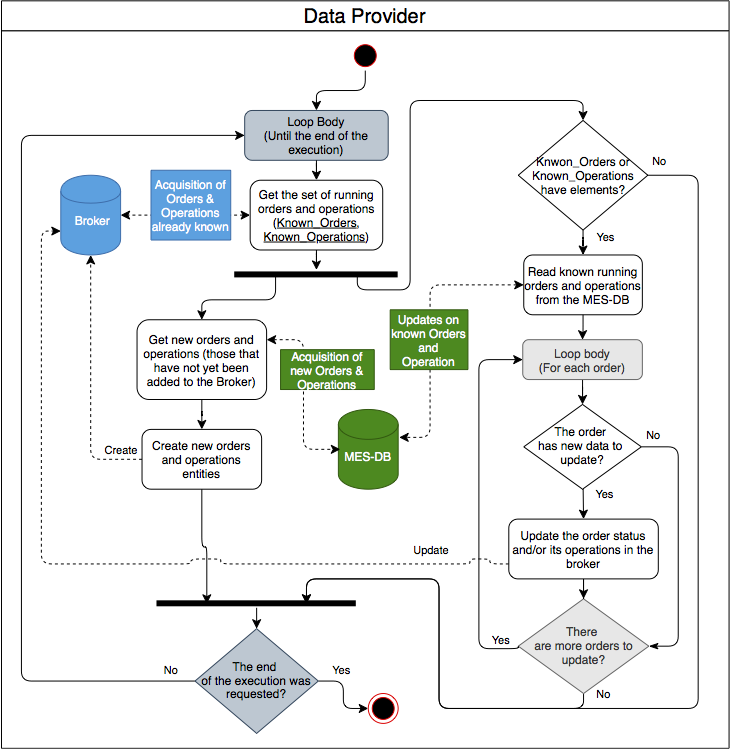 Data Provider
Loop Body
(Until the end of the
execution)
Knwon_Orders or
Known_Operations
have elements?
No
Acquisition of
Orders &
Operations
already known
Broker
Get the set of running
orders and operations
(Known_Orders,
Known_Operations)
Yes
Read known running
orders and operations
from the MES-DB
Updates on
known Orders
and
Operation
Get new orders and
operations (those that
have not yet been
added to the Broker)
Acquisition of
new Orders &
Operations
Loop body
(For each order)
The order
has new data to
update?
No
Create
Create new orders
and operations
entities
MES-DB
Yes
Update
Update the order status
and/or its operations in the
broker
There
are more orders to
update?
Yes
No
The end
of the execution was
requested?
No
Yes